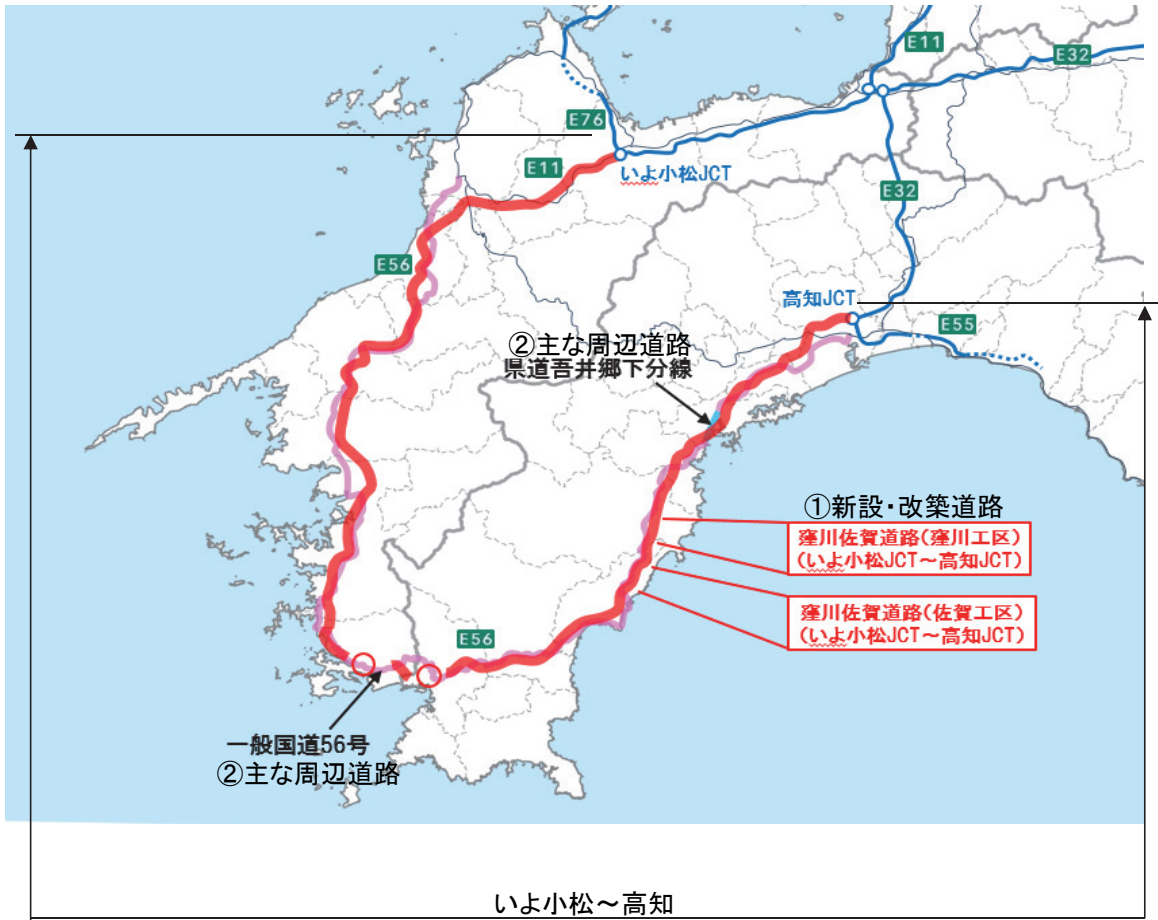 E11
E32
E76
E11
いよ小松JCT
E32
E56
高知JCT
E55
②主な周辺道路
県道吾井郷下分線
①新設・改築道路
窪川佐賀道路(窪川工区)
(いよ小松JCT～高知JCT)
窪川佐賀道路(佐賀工区)
(いよ小松JCT～高知JCT)
E56
一般国道56号
②主な周辺道路
いよ小松～高知